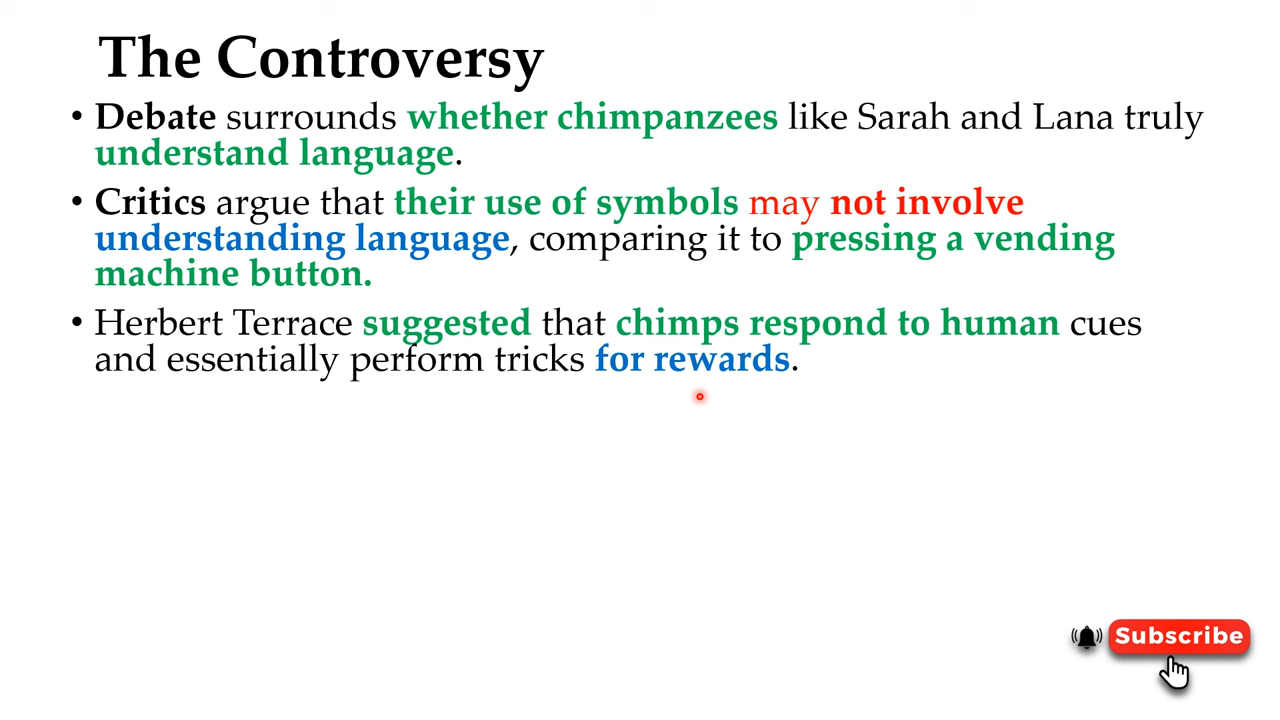 The Controversy
• Debate surrounds whether chimpanzees like Sarah and Lana truly
understand language.
• Critics argue that their use of symbols may not involve
understanding language, comparing it to pressing a vending
machine button.
• Herbert Terrace suggested that chimps respond to human cues
and essentially perform tricks for rewards.
Subscribe